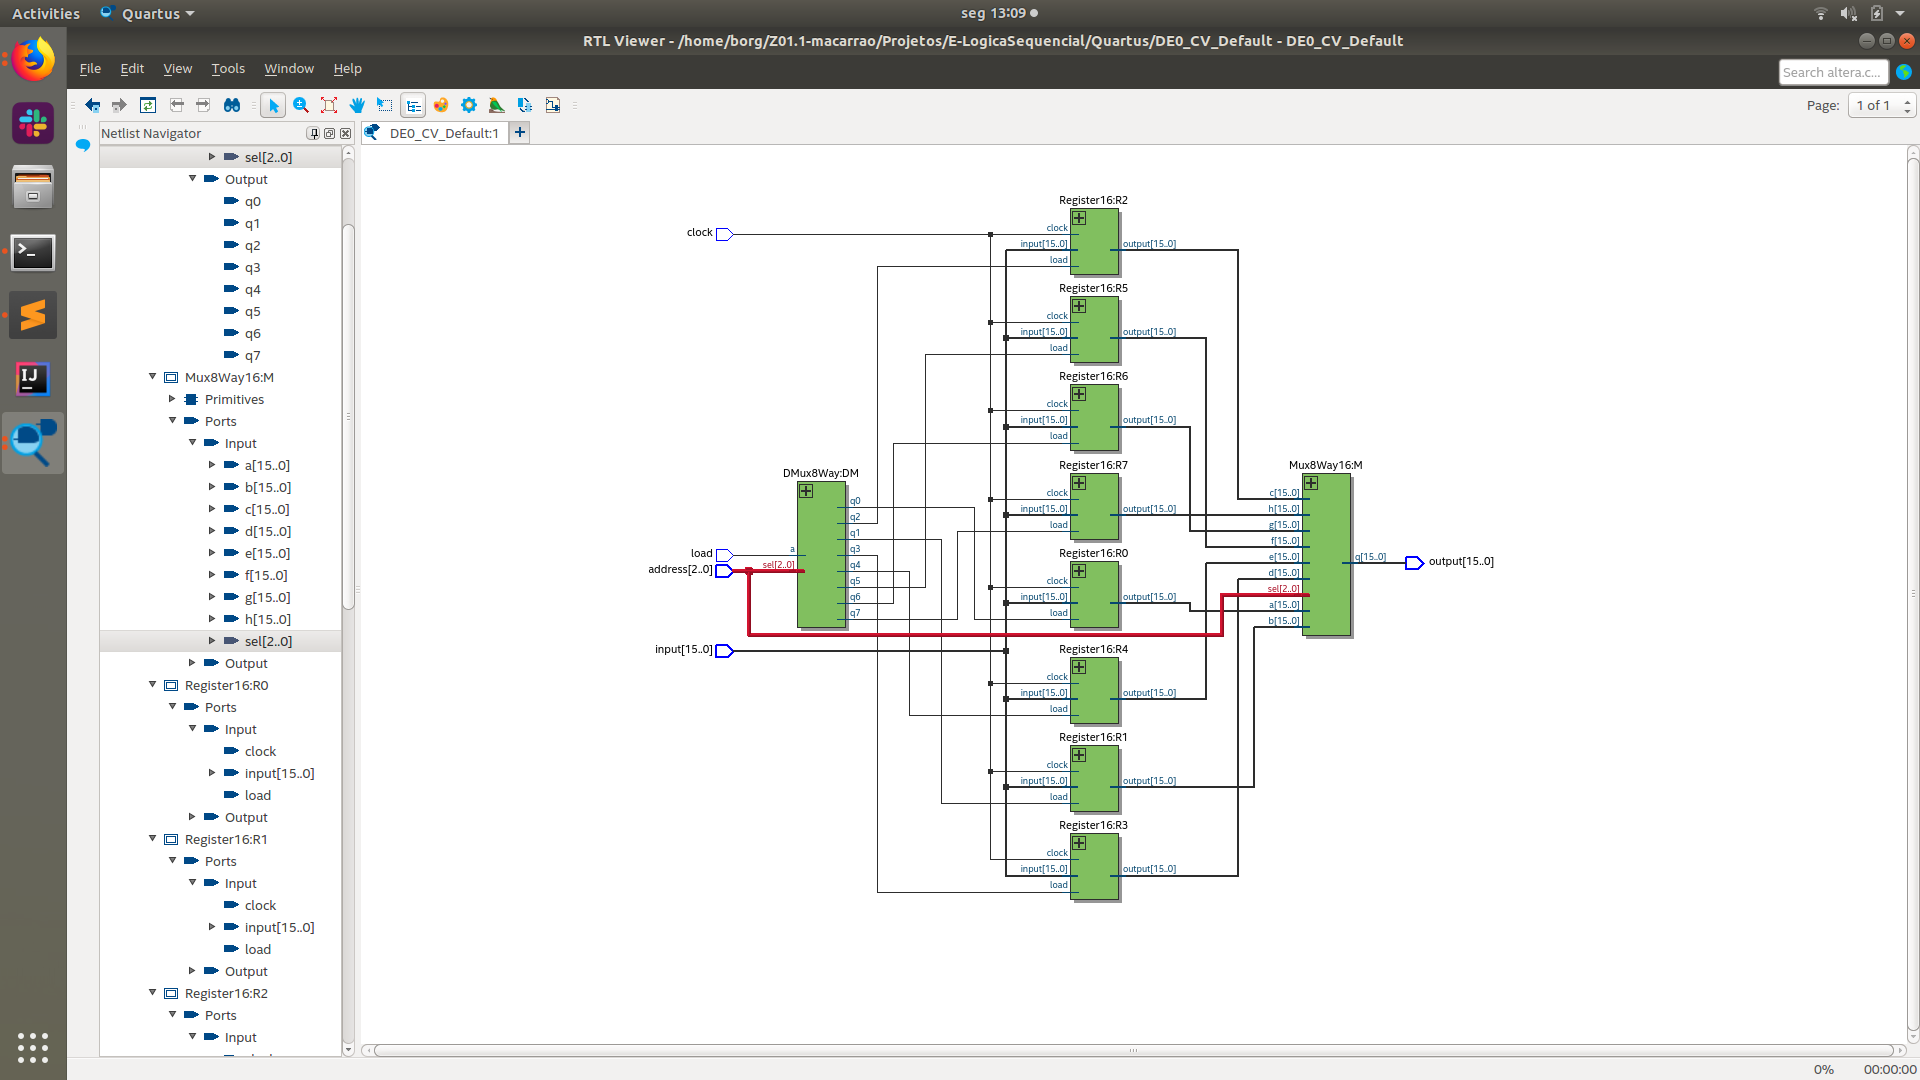 Activities
Quartus
seg 13:09
RTL Viewer - /home/borg/Z01.1-macarrao/Projetos/E-LogicaSequencial/Quartus/DE0_CV_Default - DE0_CV_Default
File Edit View Tools Window Help
Search altera.c...
Page: 1 of 1
Netlist Navigator
DE0_CV_Default:1
sel[2..0]
Output
q0
q1
q2
q3
q4
q5
q6
q7
Mux8Way16:M
Primitives
Ports
Input
a[15..0]
b[15..0]
c[15..0]
d[15..0]
e[15..0]
f[15..0]
g[15..0]
h[15..0]
sel[2..0]
Output
Register16:R0
Ports
Input
clock
input[15..0]
load
Output
Register16:R1
Ports
Input
clock
input[15..0]
load
Output
Register16:R2
Ports
Input
clock
load
address[2..0]
input[15..0]
DMux8Way:DM
a
sel[2..0]
q0
q2
q1
q3
q4
q5
q6
q7
Register16:R2
clock
input[15..0]
load
output[15..0]
Register16:R5
clock
input[15..0]
load
output[15..0]
Register16:R6
clock
input[15..0]
load
output[15..0]
Register16:R7
clock
input[15..0]
load
output[15..0]
Register16:R0
clock
input[15..0]
load
output[15..0]
Register16:R4
clock
input[15..0]
load
output[15..0]
Register16:R1
clock
input[15..0]
load
output[15..0]
Register16:R3
clock
input[15..0]
load
output[15..0]
Mux8Way16:M
c[15..0]
h[15..0]
g[15..0]
f[15..0]
e[15..0]
d[15..0]
sel[2..0]
a[15..0]
b[15..0]
q[15..0]
output[15..0]
IJ
0% 00:00:00